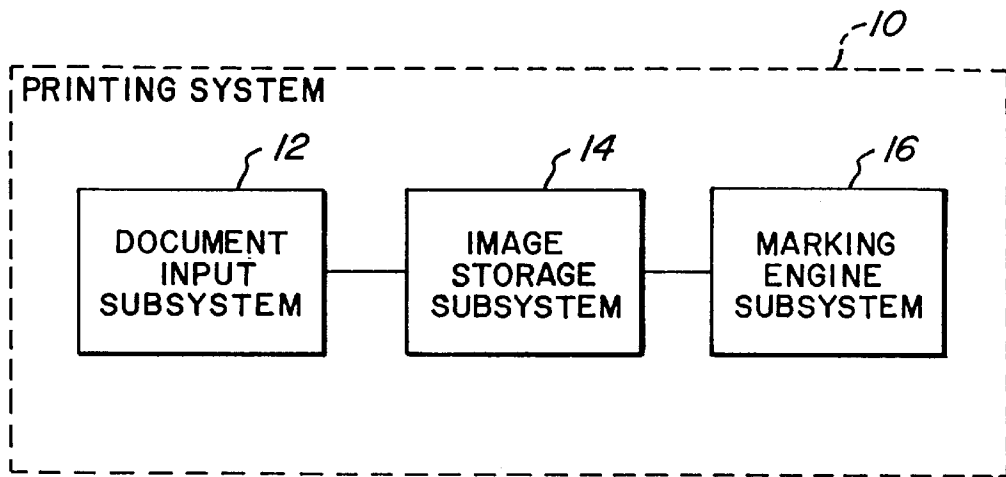 10
PRINTING SYSTEM
12
14
16
DOCUMENT
INPUT
SUBSYSTEM
IMAGE
STORAGE
SUBSYSTEM
MARKING
ENGINE
SUBSYSTEM